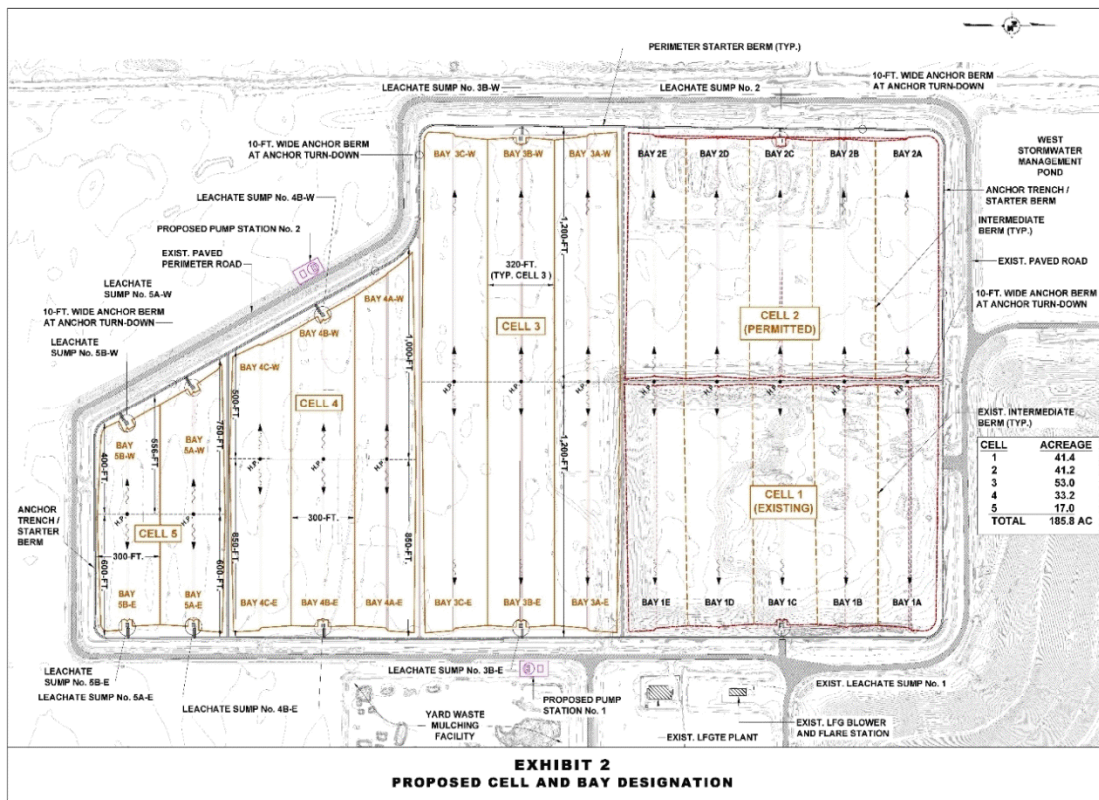 PERIMETER STARTER BERM (TYP.)
LEACHATE SUMP No. 3B-W
LEACHATE SUMP No. 2
10-FT. WIDE ANCHOR BERM
AT ANCHOR TURN-DOWN
10-FT. WIDE ANCHOR BERM
AT ANCHOR TURN-DOWN
WEST
STORMWATER
MANAGEMENT
POND
LEACHATE SUMP No. 4B-W
PROPOSED PUMP STATION No. 2
EXIST. PAVED
PERIMETER ROAD
LEACHATE
SUMP No. 5A-W
10-FT. WIDE ANCHOR BERM
AT ANCHOR TURN-DOWN
LEACHATE
SUMP No. 5B-W
ANCHOR TRENCH /
STARTER BERM
INTERMEDIATE
BERM (TYP.)
EXIST. PAVED ROAD
10-FT. WIDE ANCHOR BERM
AT ANCHOR TURN-DOWN
BAY 3C-W
BAY 3B-W
BAY 3A-W
BAY 2E
BAY 2D
BAY 2C
BAY 2B
BAY 2A
BAY 4A-W
BAY 4B-W
BAY 4C-W
BAY
5A-W
BAY
5B-W
1,200-FT.
320-FT.
(TYP. CELL 3)
CELL 3
CELL 2
(PERMITTED)
1,000-FT.
500-FT.
CELL 4
750-FT.
656-FT.
400-FT.
H.P.
H.P.
H.P.
H.P.
H.P.
H.P.
H.P.
H.P.
H.P.
H.P.
H.P.
H.P.
H.P.
1,200-FT.
300-FT.
850-FT.
850-FT.
CELL 1
(EXISTING)
EXIST. INTERMEDIATE
BERM (TYP.)
CELL ACREAGE
1 41.4
2 41.2
3 53.0
4 33.2
5 17.0
TOTAL 185.8 AC
ANCHOR
TRENCH /
STARTER
BERM
CELL 5
300-FT.
600-FT.
600-FT.
BAY
5B-E
BAY
5A-E
BAY 4C-E
BAY 4B-E
BAY 4A-E
BAY 3C-E
BAY 3B-E
BAY 3A-E
BAY 1E
BAY 1D
BAY 1C
BAY 1B
BAY 1A
LEACHATE
SUMP No. 5B-E
LEACHATE SUMP No. 5A-E
LEACHATE SUMP No. 4B-E
LEACHATE SUMP No. 3B-E
PROPOSED PUMP
STATION No. 1
EXIST. LEACHATE SUMP No. 1
YARD WASTE
MULCHING
FACILITY
EXIST. LFGTE PLANT
EXIST. LFG BLOWER
AND FLARE STATION
EXHIBIT 2
PROPOSED CELL AND BAY DESIGNATION